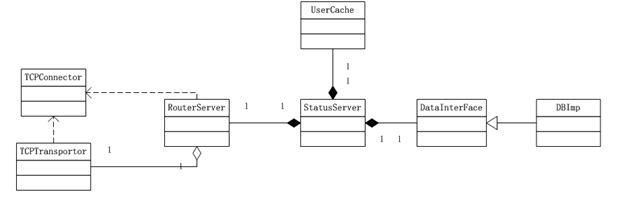 UserCache
1
1
TCPConnector
RouterServer
1
1
StatusServer
DataInterFace
DBImp
1
1
TCPTransportor
1
1